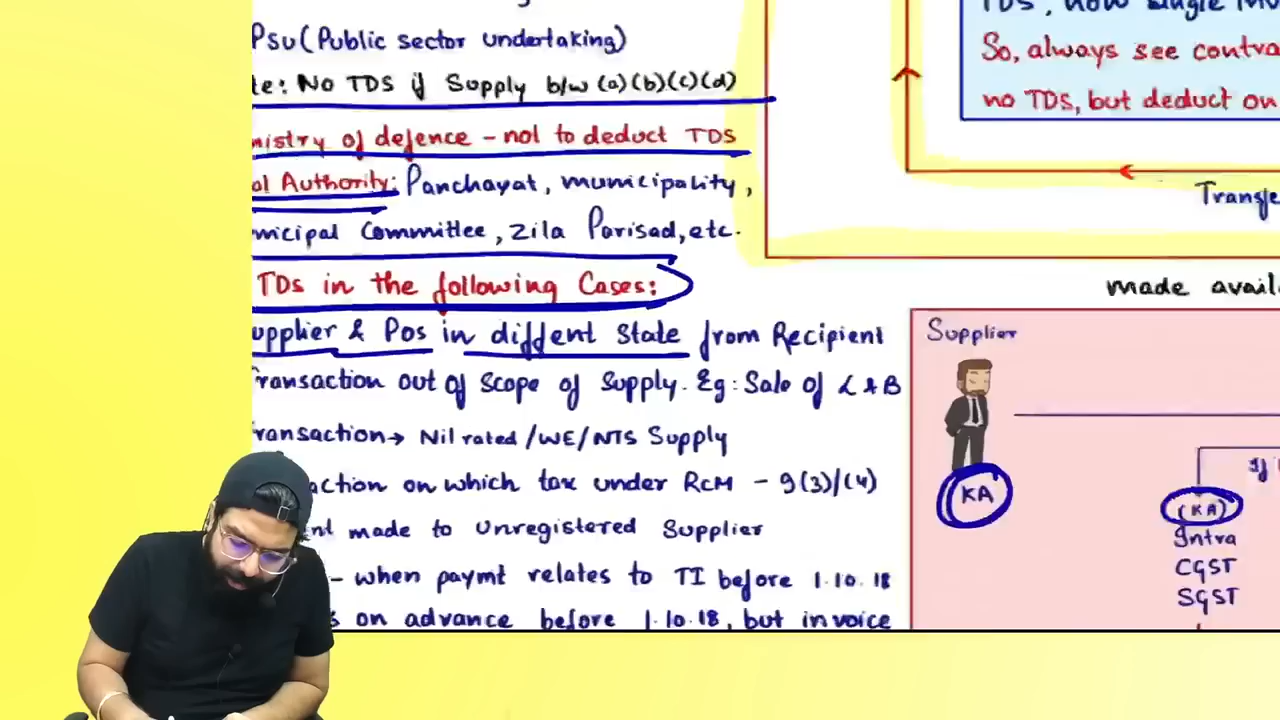 Psu (Public sector undertaking)
te: No TDS if Supply b/w (a)(b)(c)(d)
nistry of defence - not to deduct TDS
al Authority: Panchayat, municipality,
nicipal Committee, Zila Parisad, etc.
TDs in the following Cases:
upplier & Pos in diffent State from Recipient
ransaction out of scope of supply. Eg: Sale of L & B
ransaction → Nil rated/WE/NTS Supply
action on which tax under RCM - 9(3)/(4)
nt made to unregistered Supplier
- when paymt relates to TI before 1.10.18
s on advance before 1.10.18, but invoice
TDS, now single
So, always see contra
no TDS, but deduct on
Transfe
made avail
Supplier
KA
If
(KA)
Intra
CGST
SGST